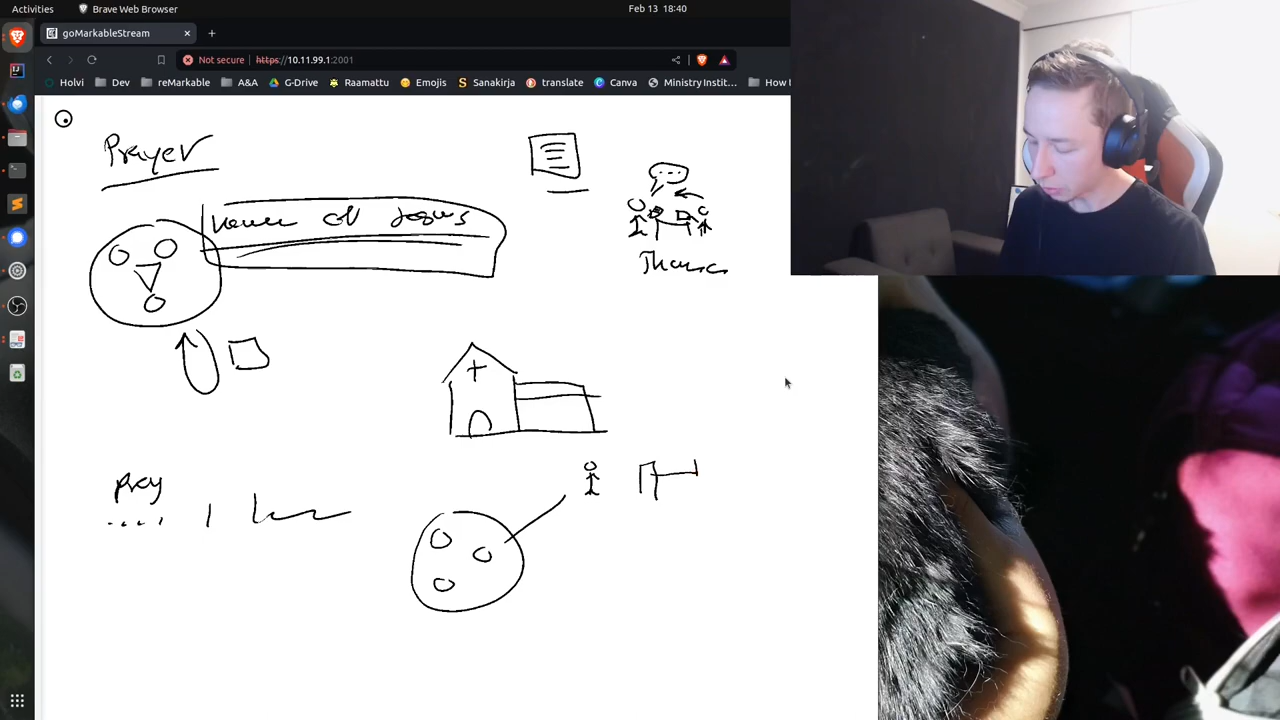 Activities
Brave Web Browser
Feb 13 18:40
goMarkableStream
Not secure
https://10.11.99.1:2001
Holvi
Dev
reMarkable
A&A
G-Drive
Raamattu
Emojis
Sanakirja
translate
Canva
Ministry Instit…
How I
Prayer
of Jesus
pray